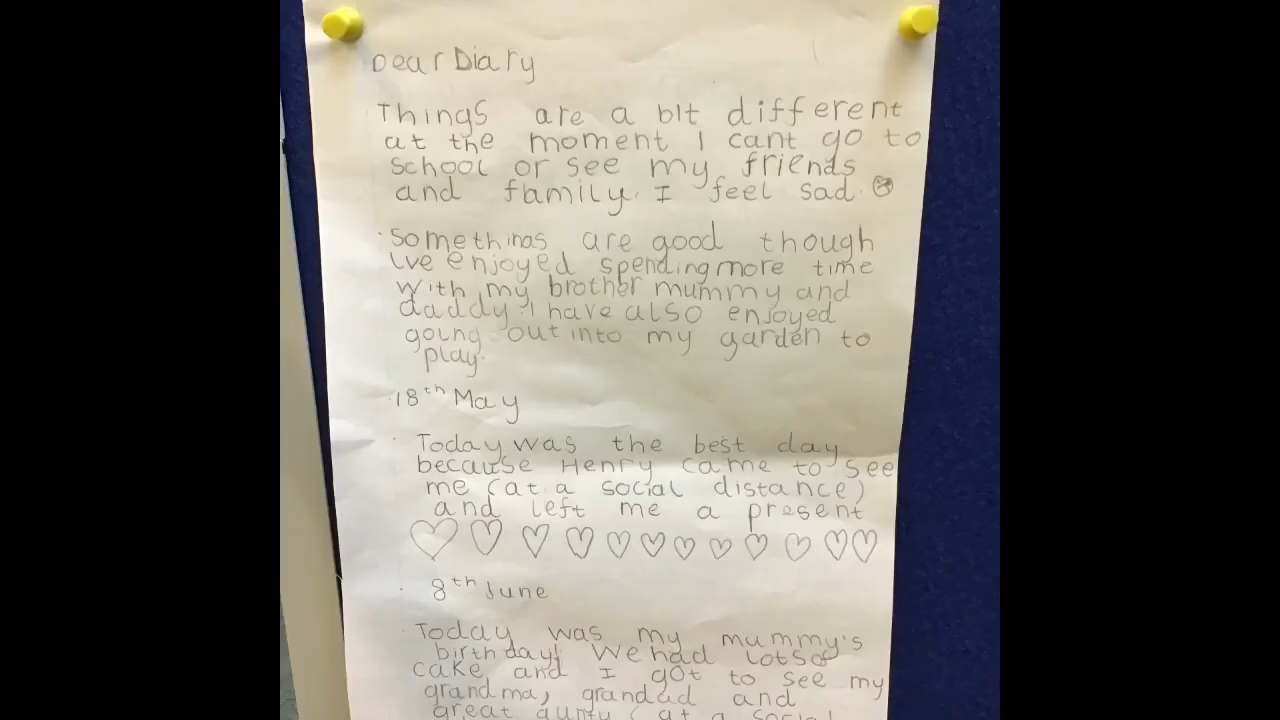 Dear Diary
Things are a bit different
at the moment I cant go to
school or see my friends
and family. I feel sad
Somethings are good though
Ive enjoyed spending more time
with my brother mummy and
daddy. I have also enjoyed
going out into my garden to
play.
18th May
Today was the best day
because Henry came to see
me (at a social distance)
and left me a present
8th June
Today was my mummy's
birthday! We had lots of
cake and I got to see my
grandma, grandad and
great aunty (at a social